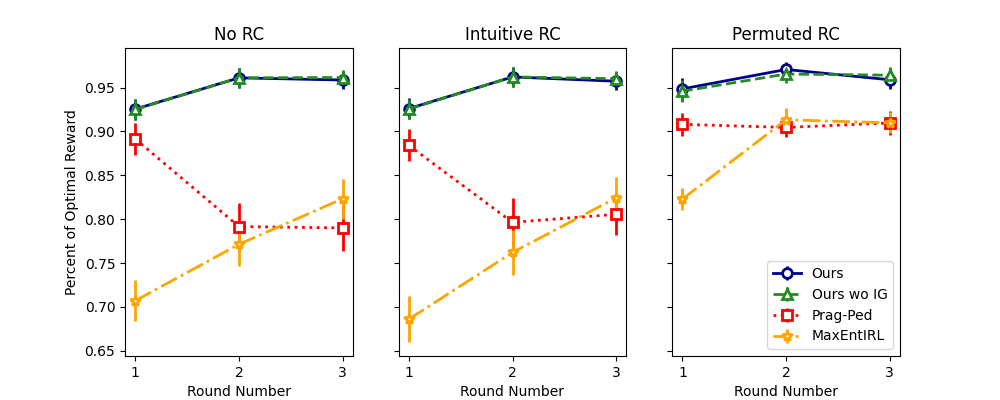 No RC
Intuitive RC
Permuted RC
Percent of Optimal Reward
0.95
0.90
0.85
0.80
0.75
0.70
0.65
1 2 3
1 2 3
1 2 3
Round Number
Round Number
Round Number
Ours
Ours wo IG
Prag-Ped
MaxEntIRL